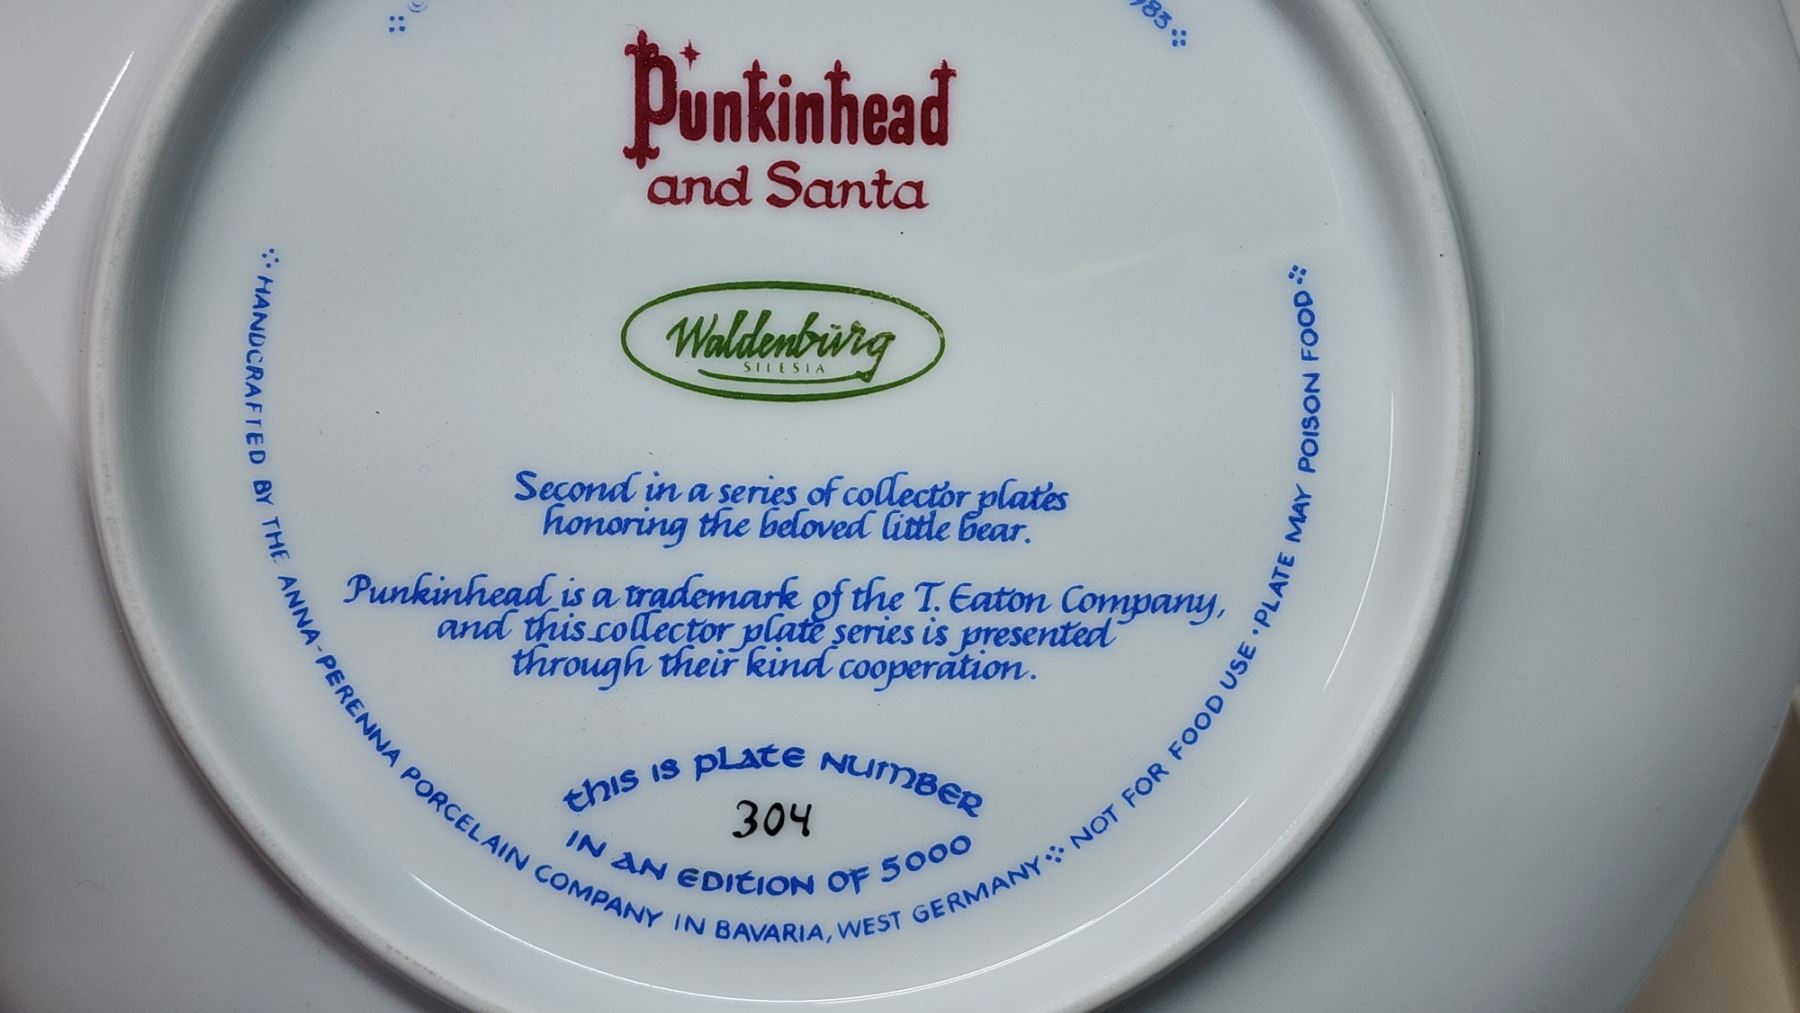 ©
983
Punkinhead
and Santa
Waldenbürg
SILESIA
Second in a series of collector plates
honoring the beloved little bear.
Punkinhead is a trademark of the T. Eaton Company,
and this collector plate series is presented
through their kind cooperation.
this is plate number
304
in an edition of 5000
HANDCRAFTED BY THE ANNA-PERENNA PORCELAIN COMPANY IN BAVARIA, WEST GERMANY
NOT FOR FOOD USE · PLATE MAY POISON FOOD